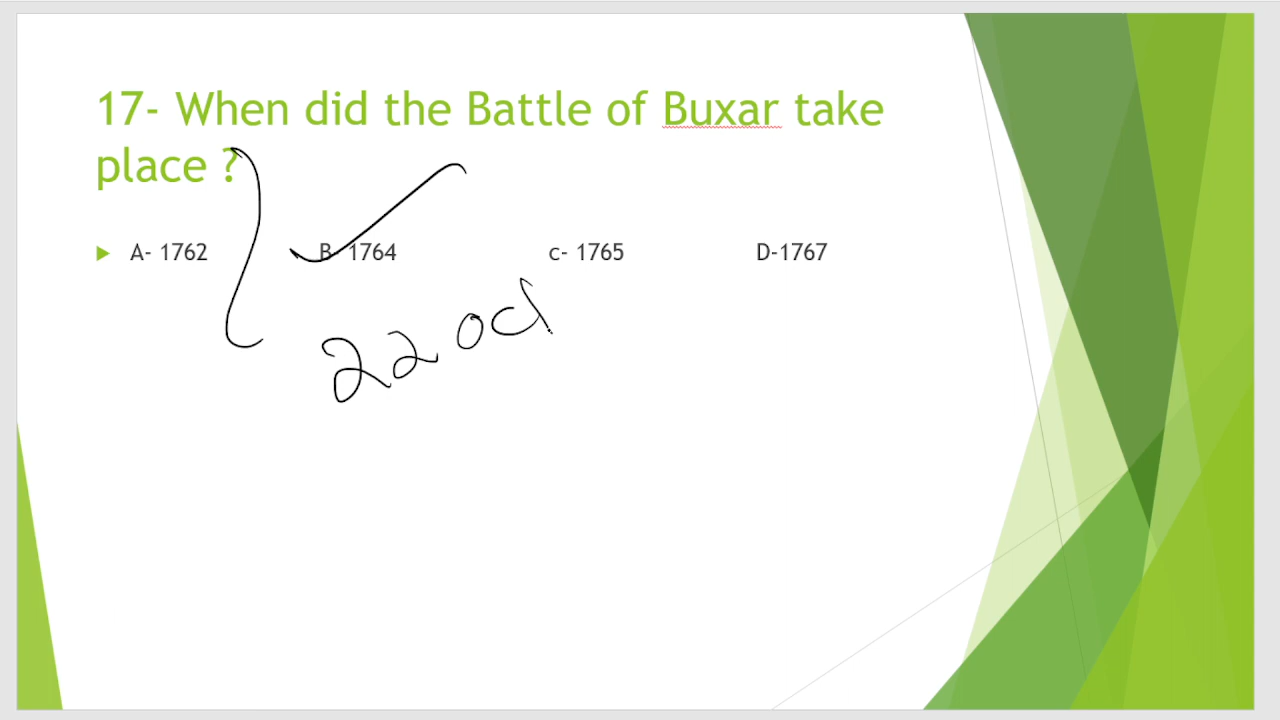 17- When did the Battle of Buxar take
place ?
A- 1762 B- 1764 c- 1765 D-1767
22 oct